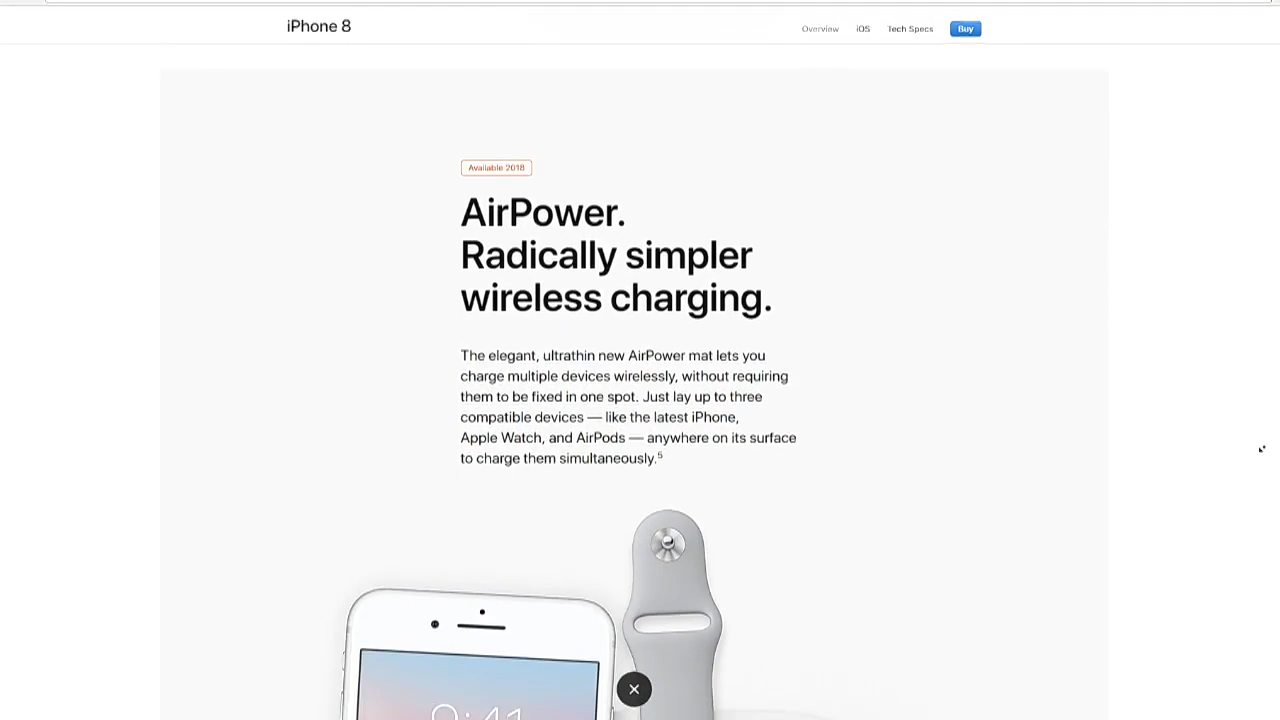 iPhone 8
Overview iOS Tech Specs Buy
Available 2018
AirPower.
Radically simpler
wireless charging.
The elegant, ultrathin new AirPower mat lets you
charge multiple devices wirelessly, without requiring
them to be fixed in one spot. Just lay up to three
compatible devices — like the latest iPhone,
Apple Watch, and AirPods — anywhere on its surface
to charge them simultaneously.⁵
9:41